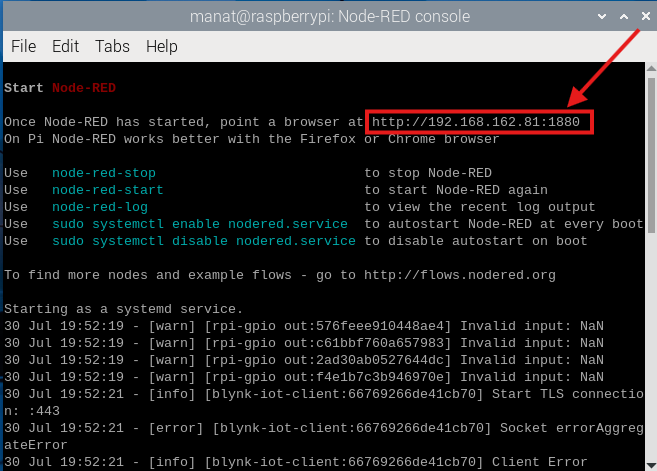 manat@raspberrypi: Node-RED console
File Edit Tabs Help
Start Node-RED
Once Node-RED has started, point a browser at http://192.168.162.81:1880
On Pi Node-RED works better with the Firefox or Chrome browser
Use node-red-stop to stop Node-RED
Use node-red-start to start Node-RED again
Use node-red-log to view the recent log output
Use sudo systemctl enable nodered.service to autostart Node-RED at every boot
Use sudo systemctl disable nodered.service to disable autostart on boot
To find more nodes and example flows - go to http://flows.nodered.org
Starting as a systemd service.
30 Jul 19:52:19 - [warn] [rpi-gpio out:576feee910448ae4] Invalid input: NaN
30 Jul 19:52:19 - [warn] [rpi-gpio out:c61bbf760a657983] Invalid input: NaN
30 Jul 19:52:19 - [warn] [rpi-gpio out:2ad30ab0527644dc] Invalid input: NaN
30 Jul 19:52:19 - [warn] [rpi-gpio out:f4e1b7c3b946970e] Invalid input: NaN
30 Jul 19:52:21 - [info] [blynk-iot-client:66769266de41cb70] Start TLS connectio
n: :443
30 Jul 19:52:21 - [error] [blynk-iot-client:66769266de41cb70] Socket errorAggreg
ateError
30 Jul 19:52:21 - [info] [blynk-iot-client:66769266de41cb70] Client Error